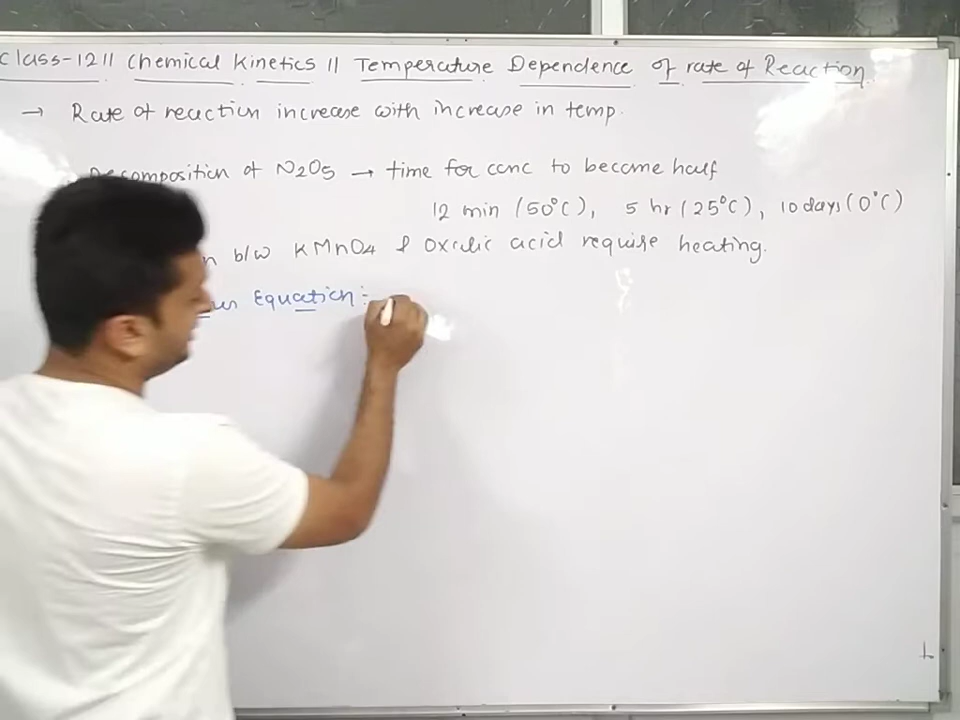 Class-12 || Chemical Kinetics || Temperature Dependence of rate of Reaction
→ Rate of reaction increase with increase in temp.
Decomposition of N2O5 → time for conc to become half
12 min (50°C), 5 hr (25°C), 10 days (0°C)
b/w KMnO4 & Oxalic acid require heating.
Equation :-